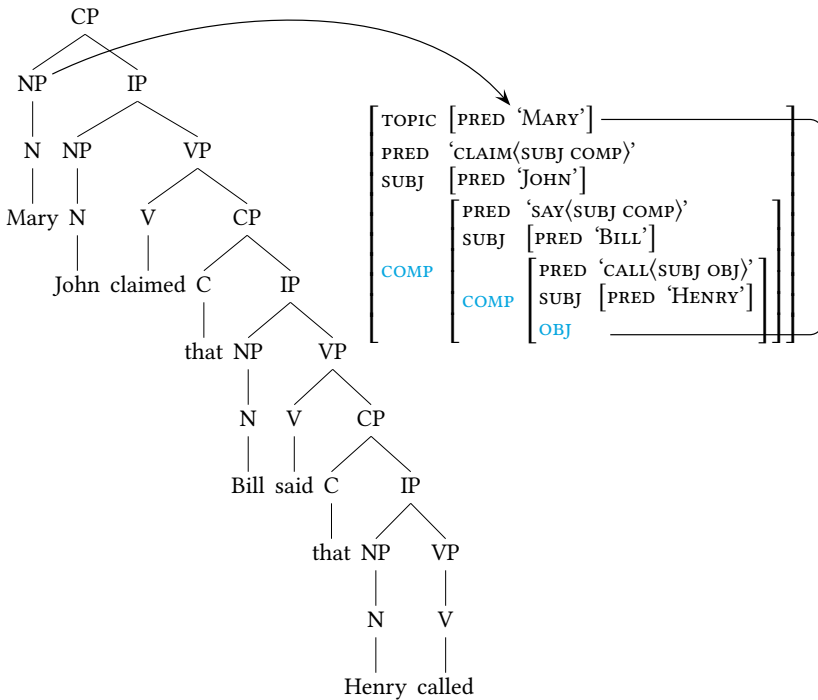 CP
NP IP
TOPIC [PRED ‘MARY’]
N NP VP
PRED ‘CLAIM⟨SUBJ COMP⟩’
SUBJ [PRED ‘JOHN’]
Mary N V CP
PRED ‘SAY⟨SUBJ COMP⟩’
SUBJ [PRED ‘BILL’]
COMP
PRED ‘CALL⟨SUBJ OBJ⟩’
John claimed C IP
COMP SUBJ [PRED ‘HENRY’]
OBJ
that NP VP
N V CP
Bill said C IP
that NP VP
N V
Henry called